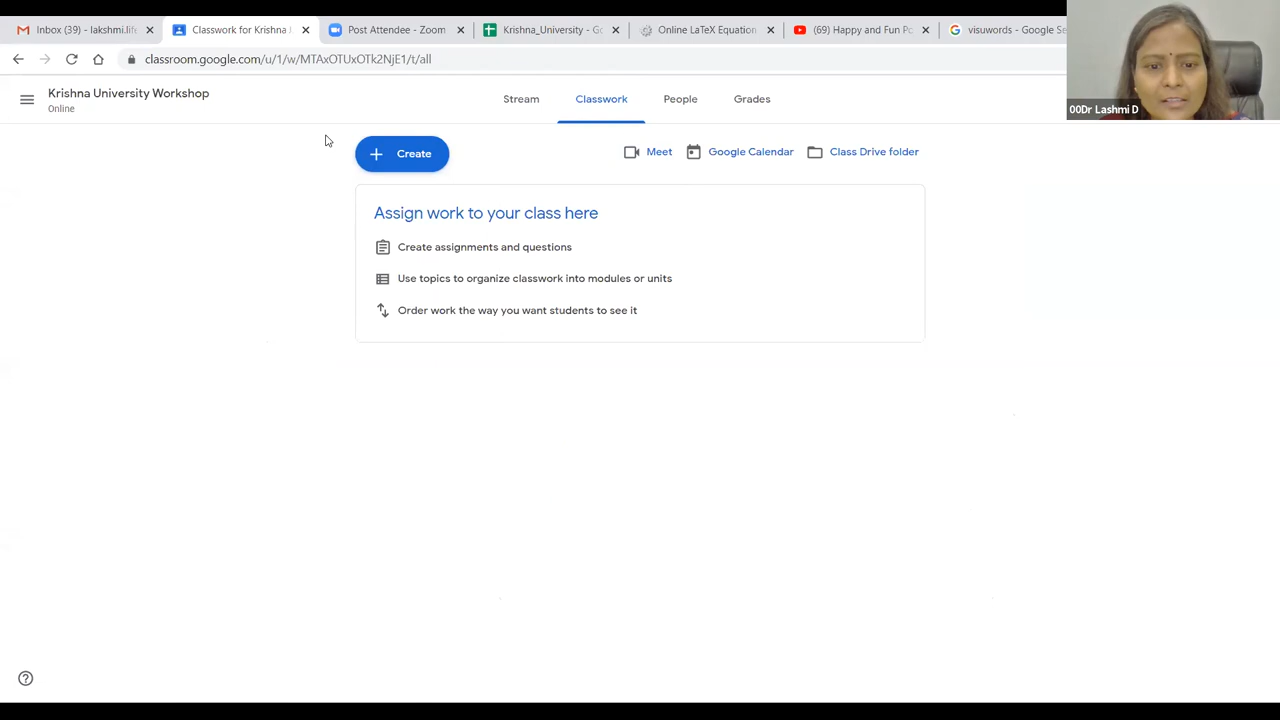 Inbox (39) - lakshmi.life
Classwork for Krishna
Post Attendee - Zoom
Krishna_University - Go
Online LaTeX Equation
(69) Happy and Fun Po
visuwords - Google Se
classroom.google.com/u/1/w/MTAxOTUxOTk2NjE1/t/all
Krishna University Workshop
Online
Stream
Classwork
People
Grades
00Dr Lashmi D
Create
Meet
Google Calendar
Class Drive folder
Assign work to your class here
Create assignments and questions
Use topics to organize classwork into modules or units
Order work the way you want students to see it